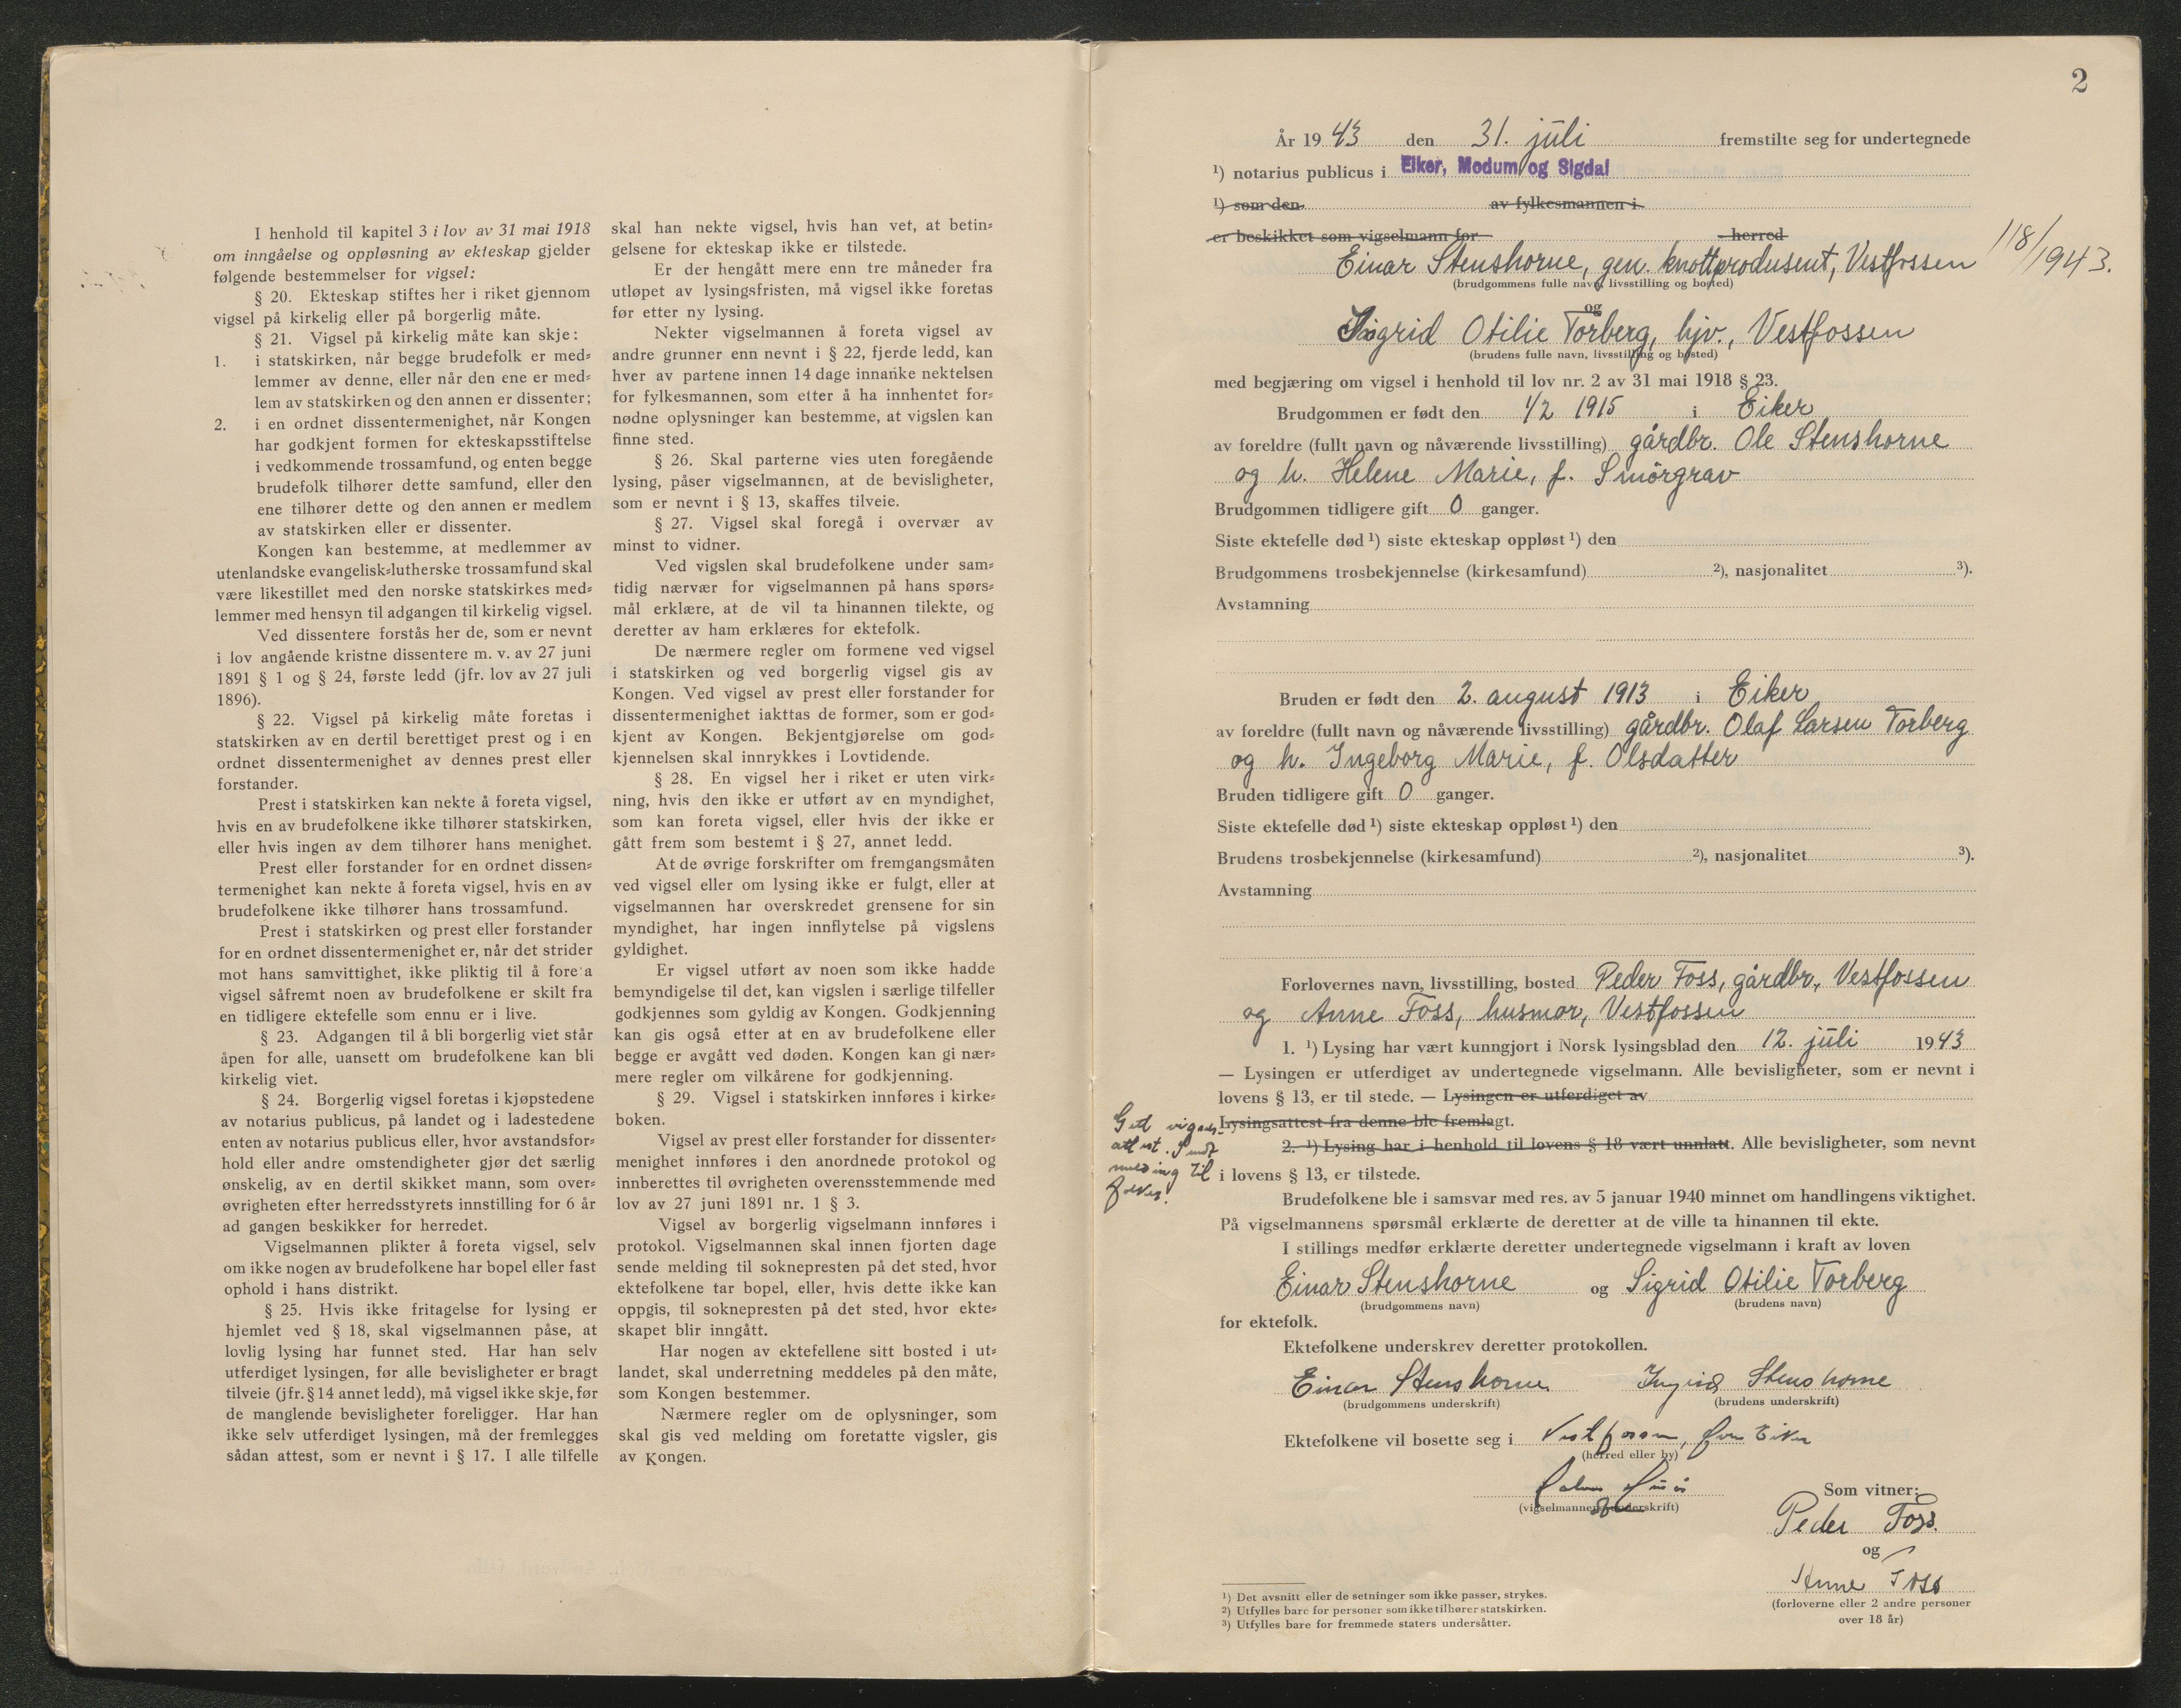 I henhold til kapitel 3 i lov av 31 mai 1918
om inngåelse og oppløsning av ekteskap gjelder
følgende bestemmelser for vigsel:
§ 20. Ekteskap stiftes her i riket gjennom
vigsel på kirkelig eller på borgerlig måte.
§ 21. Vigsel på kirkelig måte kan skje:
1. i statskirken, når begge brudefolk er med=
lemmer av denne, eller når den ene er med=
lem av statskirken og den annen er dissenter;
2. i en ordnet dissentermenighet, når Kongen
har godkjent formen for ekteskapsstiftelse
i vedkommende trossamfund, og enten begge
brudefolk tilhører dette samfund, eller den
ene tilhører dette og den annen er medlem
av statskirken eller er dissenter.
Kongen kan bestemme, at medlemmer av
utenlandske evangelisk=lutherske trossamfund skal
være likestillet med den norske statskirkes med=
lemmer med hensyn til adgangen til kirkelig vigsel.
Ved dissentere forstås her de, som er nevnt
i lov angående kristne dissentere m. v. av 27 juni
1891 § 1 og § 24, første ledd (jfr. lov av 27 juli
1896).
§ 22. Vigsel på kirkelig måte foretas i
statskirken av en dertil berettiget prest og i en
ordnet dissentermenighet av dennes prest eller
forstander.
Prest i statskirken kan nekte å foreta vigsel,
hvis en av brudefolkene ikke tilhører statskirken,
eller hvis ingen av dem tilhører hans menighet.
Prest eller forstander for en ordnet dissen=
termenighet kan nekte å foreta vigsel, hvis en av
brudefolkene ikke tilhører hans trossamfund.
Prest i statskirken og prest eller forstander
for en ordnet dissentermenighet er, når det strider
mot hans samvittighet, ikke pliktig til å fore a
vigsel såfremt noen av brudefolkene er skilt fra
en tidligere ektefelle som ennu er i live.
§ 23. Adgangen til å bli borgerlig viet står
åpen for alle, uansett om brudefolkene kan bli
kirkelig viet.
§ 24. Borgerlig vigsel foretas i kjøpstedene
av notarius publicus, på landet og i ladestedene
enten av notarius publicus eller, hvor avstandsfor=
hold eller andre omstendigheter gjør det særlig
ønskelig, av en dertil skikket mann, som over=
øvrigheten efter herredsstyrets innstilling for 6 år
ad gangen beskikker for herredet.
Vigselmannen plikter å foreta vigsel, selv
om ikke nogen av brudefolkene har bopel eller fast
ophold i hans distrikt.
§ 25. Hvis ikke fritagelse for lysing er
hjemlet ved § 18, skal vigselmannen påse, at
lovlig lysing har funnet sted. Har han selv
utferdiget lysingen, før alle bevisligheter er bragt
tilveie (jfr. § 14 annet ledd), må vigsel ikke skje, før
de manglende bevisligheter foreligger. Har han
ikke selv utferdiget lysingen, må der fremlegges
sådan attest, som er nevnt i § 17. I alle tilfelle
skal han nekte vigsel, hvis han vet, at betin=
gelsene for ekteskap ikke er tilstede.
Er der hengått mere enn tre måneder fra
utløpet av lysingsfristen, må vigsel ikke foretas
før etter ny lysing.
Nekter vigselmannen å foreta vigsel av
andre grunner enn nevnt i § 22, fjerde ledd, kan
hver av partene innen 14 dage innanke nektelsen
for fylkesmannen, som etter å ha innhentet for=
nødne oplysninger kan bestemme, at vigslen kan
finne sted.
§ 26. Skal parterne vies uten foregående
lysing, påser vigselmannen, at de bevisligheter,
som er nevnt i § 13, skaffes tilveie.
§ 27. Vigsel skal foregå i overvær av
minst to vidner.
Ved vigslen skal brudefolkene under sam=
tidig nærvær for vigselmannen på hans spørs=
mål erklære, at de vil ta hinannen tilekte, og
deretter av ham erklæres for ektefolk.
De nærmere regler om formene ved vigsel
i statskirken og ved borgerlig vigsel gis av
Kongen. Ved vigsel av prest eller forstander for
dissentermenighet iakttas de former, som er god=
kjent av Kongen. Bekjentgjørelse om god=
kjennelsen skal innrykkes i Lovtidende.
§ 28. En vigsel her i riket er uten virk=
ning, hvis den ikke er utført av en myndighet,
som kan foreta vigsel, eller hvis der ikke er
gått frem som bestemt i § 27, annet ledd.
At de øvrige forskrifter om fremgangsmåten
ved vigsel eller om lysing ikke er fulgt, eller at
vigselmannen har overskredet grensene for sin
myndighet, har ingen innflytelse på vigslens
gyldighet.
Er vigsel utført av noen som ikke hadde
bemyndigelse til det, kan vigslen i særlige tilfeller
godkjennes som gyldig av Kongen. Godkjenning
kan gis også etter at en av brudefolkene eller
begge er avgått ved døden. Kongen kan gi nær=
mere regler om vilkårene for godkjenning.
§ 29. Vigsel i statskirken innføres i kirke=
boken.
Vigsel av prest eller forstander for dissenter=
menighet innføres i den anordnede protokol og
innberettes til øvrigheten overensstemmende med
lov av 27 juni 1891 nr. 1 § 3.
Vigsel av borgerlig vigselmann innføres i
protokol. Vigselmannen skal innen fjorten dage
sende melding til soknepresten på det sted, hvor
ektefolkene tar bopel, eller, hvis dette ikke kan
oppgis, til soknepresten på det sted, hvor ekte=
skapet blir inngått.
Har nogen av ektefellene sitt bosted i ut=
landet, skal underretning meddeles på den måte,
som Kongen bestemmer.
Nærmere regler om de oplysninger, som
skal gis ved melding om foretatte vigsler, gis
av Kongen.
2
År 1943 den 31. juli fremstilte seg for undertegnede
¹) notarius publicus i Eiker, Modum og Sigdal
¹) som den av fylkesmannen i
er beskikket som vigselmann for herred
118/1943.
Einar Stenshorne, gen. knottprodusent, Vestfossen
(brudgommens fulle navn, livsstilling og bosted)
og
Sigrid Otilie Torberg, hjv., Vestfossen
(brudens fulle navn, livsstilling og bosted)
med begjæring om vigsel i henhold til lov nr. 2 av 31 mai 1918 § 23.
Brudgommen er født den 1/2 1915 i Eiker
av foreldre (fullt navn og nåværende livsstilling) gårdbr. Ole Stenshorne
og h. Helene Marie, f. Smörgrav
Brudgommen tidligere gift 0 ganger.
Siste ektefelle død ¹) siste ekteskap oppløst ¹) den
Brudgommens trosbekjennelse (kirkesamfund) ²), nasjonalitet ³).
Avstamning
Bruden er født den 2. august 1913 i Eiker
av foreldre (fullt navn og nåværende livsstilling) gårdbr. Olaf Larsen Torberg
og h. Ingeborg Marie, f. Olsdatter
Bruden tidligere gift 0 ganger.
Siste ektefelle død ¹) siste ekteskap oppløst ¹) den
Brudens trosbekjennelse (kirkesamfund) ²), nasjonalitet ³).
Avstamning
Forlovernes navn, livsstilling, bosted Peder Foss, gårdbr., Vestfossen
og Anne Foss, husmor, Vestfossen
1. ¹) Lysing har vært kunngjort i Norsk lysingsblad den 12. juli 1943
— Lysingen er utferdiget av undertegnede vigselmann. Alle bevisligheter, som er nevnt i
lovens § 13, er til stede. — Lysingen er utferdiget av
Lysingsattest fra denne ble fremlagt.
2. ¹) Lysing har i henhold til lovens § 18 vært unnlatt. Alle bevisligheter, som nevnt
i lovens § 13, er tilstede.
melding til
Brudefolkene ble i samsvar med res. av 5 januar 1940 minnet om handlingens viktighet.
På vigselmannens spørsmål erklærte de deretter at de ville ta hinannen til ekte.
I stillings medfør erklærte deretter undertegnede vigselmann i kraft av loven
Einar Stenshorne og Sigrid Otilie Torberg
(brudgommens navn) (brudens navn)
for ektefolk.
Ektefolkene underskrev deretter protokollen.
Einar Stenshorne Sigrid Stenshorne
(brudgommens underskrift) (brudens underskrift)
Ektefolkene vil bosette seg i Vestfossen, Øvre Eiker
(herred eller by)
(vigselmannens underskrift)
Som vitner:
Peder Foss.
og
Anne Foss
(forloverne eller 2 andre personer
over 18 år)
¹) Det avsnitt eller de setninger som ikke passer, strykes.
²) Utfylles bare for personer som ikke tilhører statskirken.
³) Utfylles bare for fremmede staters undersåtter.